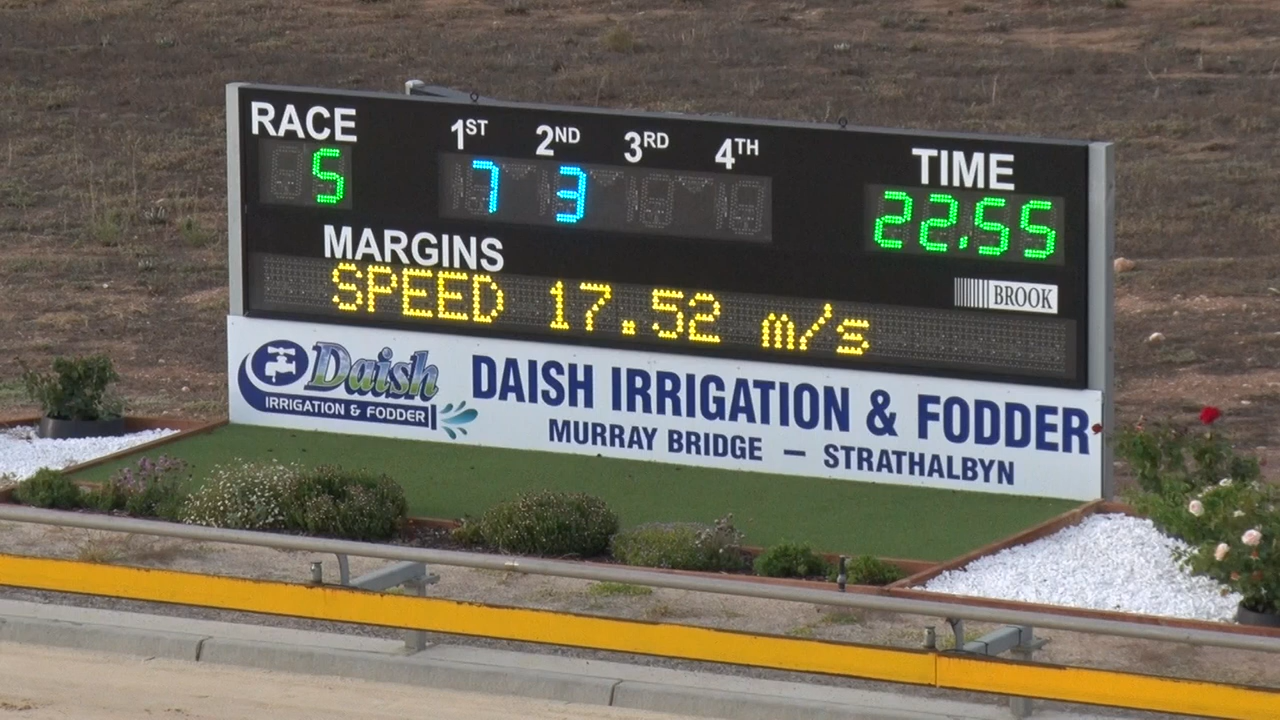 RACE 1ST 2ND 3RD 4TH TIME
5 7 3 22.55
MARGINS
BROOK
SPEED 17.52 m/s
Daish
IRRIGATION & FODDER
DAISH IRRIGATION & FODDER
MURRAY BRIDGE – STRATHALBYN